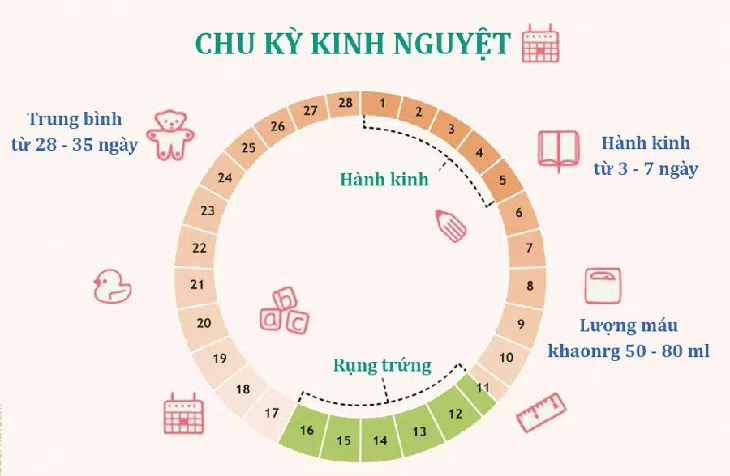 CHU KỲ KINH NGUYỆT
Trung bình
từ 28 - 35 ngày
Hành kinh
từ 3 - 7 ngày
Hành kinh
Lượng máu
khaonrg 50 - 80 ml
Rụng trứng
1
2
3
4
5
6
7
8
9
10
11
12
13
14
15
16
17
18
19
20
21
22
23
24
25
26
27
28
b
a
c